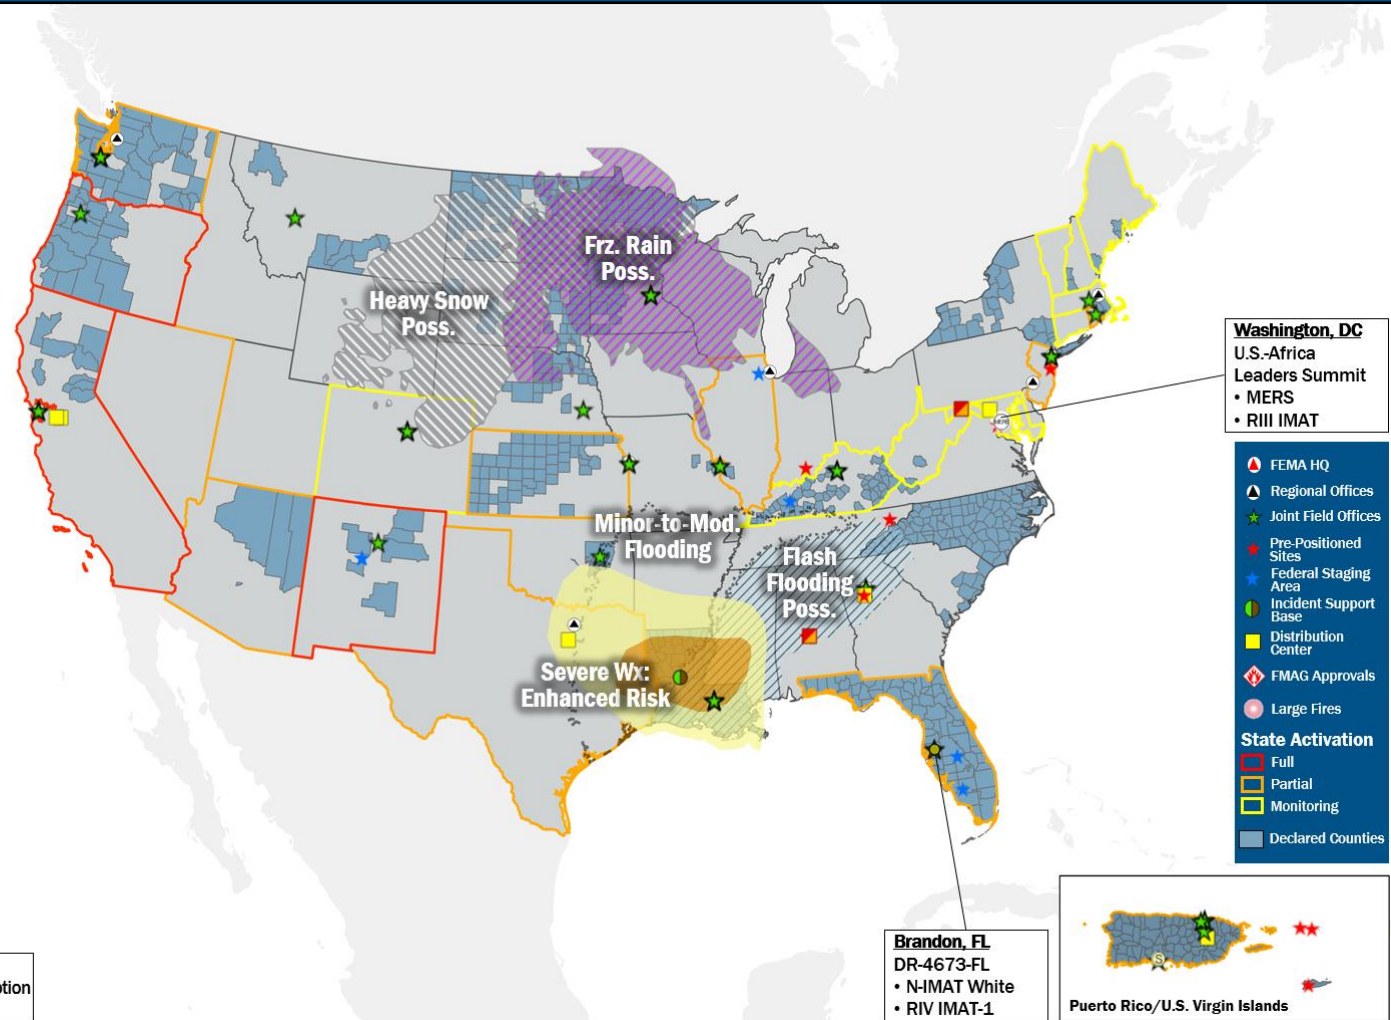 Frz. Rain
Poss.
Heavy Snow
Poss.
Washington, DC
U.S.-Africa
Leaders Summit
• MERS
• RIII IMAT
FEMA HQ
Regional Offices
Joint Field Offices
Pre-Positioned
Sites
Federal Staging
Area
Incident Support
Base
Distribution
Center
FMAG Approvals
Large Fires
State Activation
Full
Partial
Monitoring
Declared Counties
Minor-to-Mod.
Flooding
Flash
Flooding
Poss.
Severe Wx:
Enhanced Risk
Brandon, FL
DR-4673-FL
• N-IMAT White
• RIV IMAT-1
S
Puerto Rico/U.S. Virgin Islands